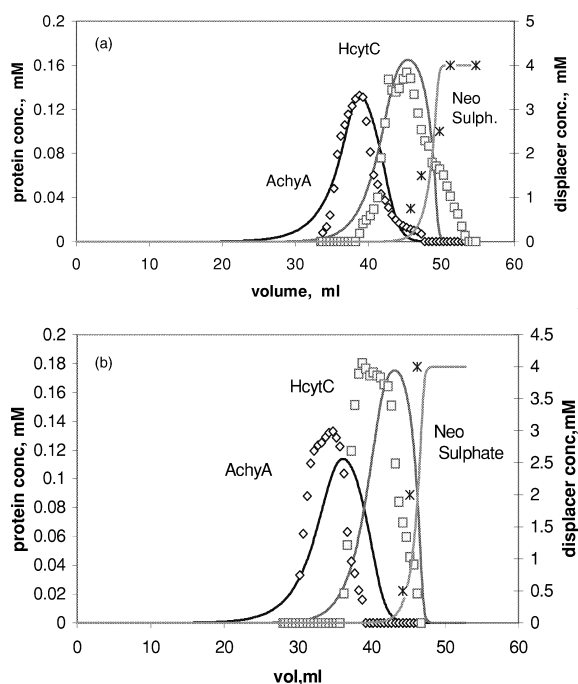 (a)
0.2
0.16
0.12
0.08
0.04
0
protein conc., mM
5
4
3
2
1
0
displacer conc., mM
HcytC
Neo
Sulph.
AchyA
0 10 20 30 40 50 60
volume, ml
(b)
0.2
0.18
0.16
0.14
0.12
0.1
0.08
0.06
0.04
0.02
0
protein conc, mM
4.5
4
3.5
3
2.5
2
1.5
1
0.5
0
displacer conc,mM
HcytC
Neo
Sulphate
AchyA
0 10 20 30 40 50 60
vol,ml